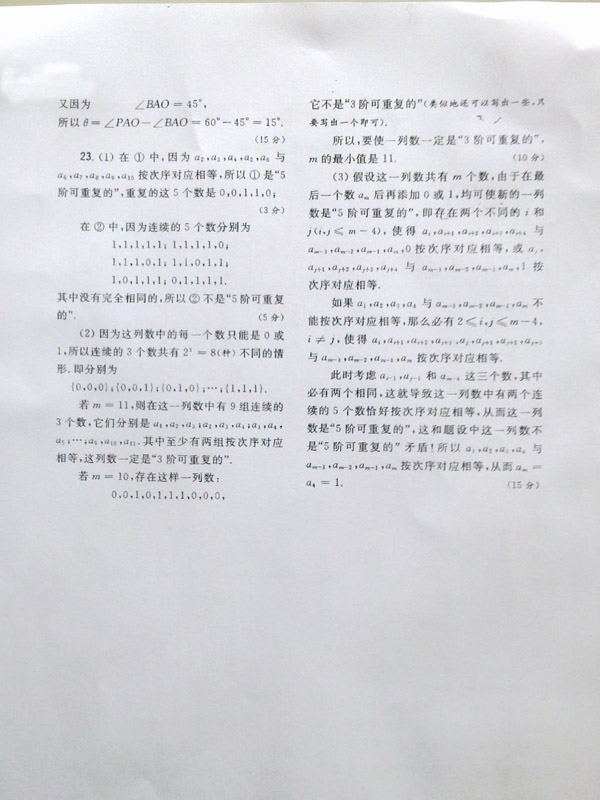 又因为 ∠BAO = 45°,
所以 θ = ∠PAO − ∠BAO = 60° − 45° = 15°.
(15 分)
23. (1) 在 ① 中, 因为 a₂,a₃,a₄,a₅,a₆ 与
a₆,a₇,a₈,a₉,a₁₀ 按次序对应相等, 所以 ① 是“5
阶可重复的”, 重复的这 5 个数是 0,0,1,1,0;
(3 分)
在 ② 中, 因为连续的 5 个数分别为
1,1,1,1,1; 1,1,1,1,0;
1,1,1,0,1; 1,1,0,1,1;
1,0,1,1,1; 0,1,1,1,1.
其中没有完全相同的, 所以 ② 不是“5 阶可重复
的”. (5 分)
(2) 因为这列数中的每一个数只能是 0 或
1, 所以连续的 3 个数共有 2³ = 8(种) 不同的情
形. 即分别为
(0,0,0);(0,0,1);(0,1,0);⋯;(1,1,1).
若 m = 11, 则在这一列数中有 9 组连续的
3 个数, 它们分别是 a₁,a₂,a₃;a₂,a₃,a₄;a₃,a₄,
a₅;⋯;a₉,a₁₀,a₁₁. 其中至少有两组按次序对应
相等, 这列数一定是“3 阶可重复的”.
若 m = 10, 存在这样一列数:
0,0,1,0,1,1,1,0,0,0,
它不是“3 阶可重复的”(类似地还可以写出一些, 只
要写出一个即可).
所以, 要使一列数一定是“3 阶可重复的”,
m 的最小值是 11. (10 分)
(3) 假设这一列数共有 m 个数, 由于在最
后一个数 aₘ 后再添加 0 或 1, 均可使新的一列
数是“5 阶可重复的”, 即存在两个不同的 i 和
j(i,j ≤ m − 4), 使得 aᵢ,aᵢ₊₁,aᵢ₊₂,aᵢ₊₃,aᵢ₊₄ 与
aₘ₋₃,aₘ₋₂,aₘ₋₁,aₘ,0 按次序对应相等, 或 aⱼ,
aⱼ₊₁,aⱼ₊₂,aⱼ₊₃,aⱼ₊₄ 与 aₘ₋₃,aₘ₋₂,aₘ₋₁,aₘ,1 按
次序对应相等.
如果 a₁,a₂,a₃,a₄ 与 aₘ₋₃,aₘ₋₂,aₘ₋₁,aₘ 不
能按次序对应相等, 那么必有 2 ≤ i,j ≤ m − 4,
i ≠ j, 使得 aᵢ,aᵢ₊₁,aᵢ₊₂,aᵢ₊₃、aⱼ,aⱼ₊₁,aⱼ₊₂,aⱼ₊₃
与 aₘ₋₃,aₘ₋₂,aₘ₋₁,aₘ 按次序对应相等.
此时考虑 aᵢ₋₁,aⱼ₋₁ 和 aₘ₋₄ 这三个数, 其中
必有两个相同, 这就导致这一列数中有两个连
续的 5 个数恰好按次序对应相等, 从而这一列
数是“5 阶可重复的”, 这和题设中这一列数不
是“5 阶可重复的” 矛盾! 所以 a₁,a₂,a₃,a₄ 与
aₘ₋₃,aₘ₋₂,aₘ₋₁,aₘ 按次序对应相等, 从而 aₘ =
a₄ = 1. (15 分)